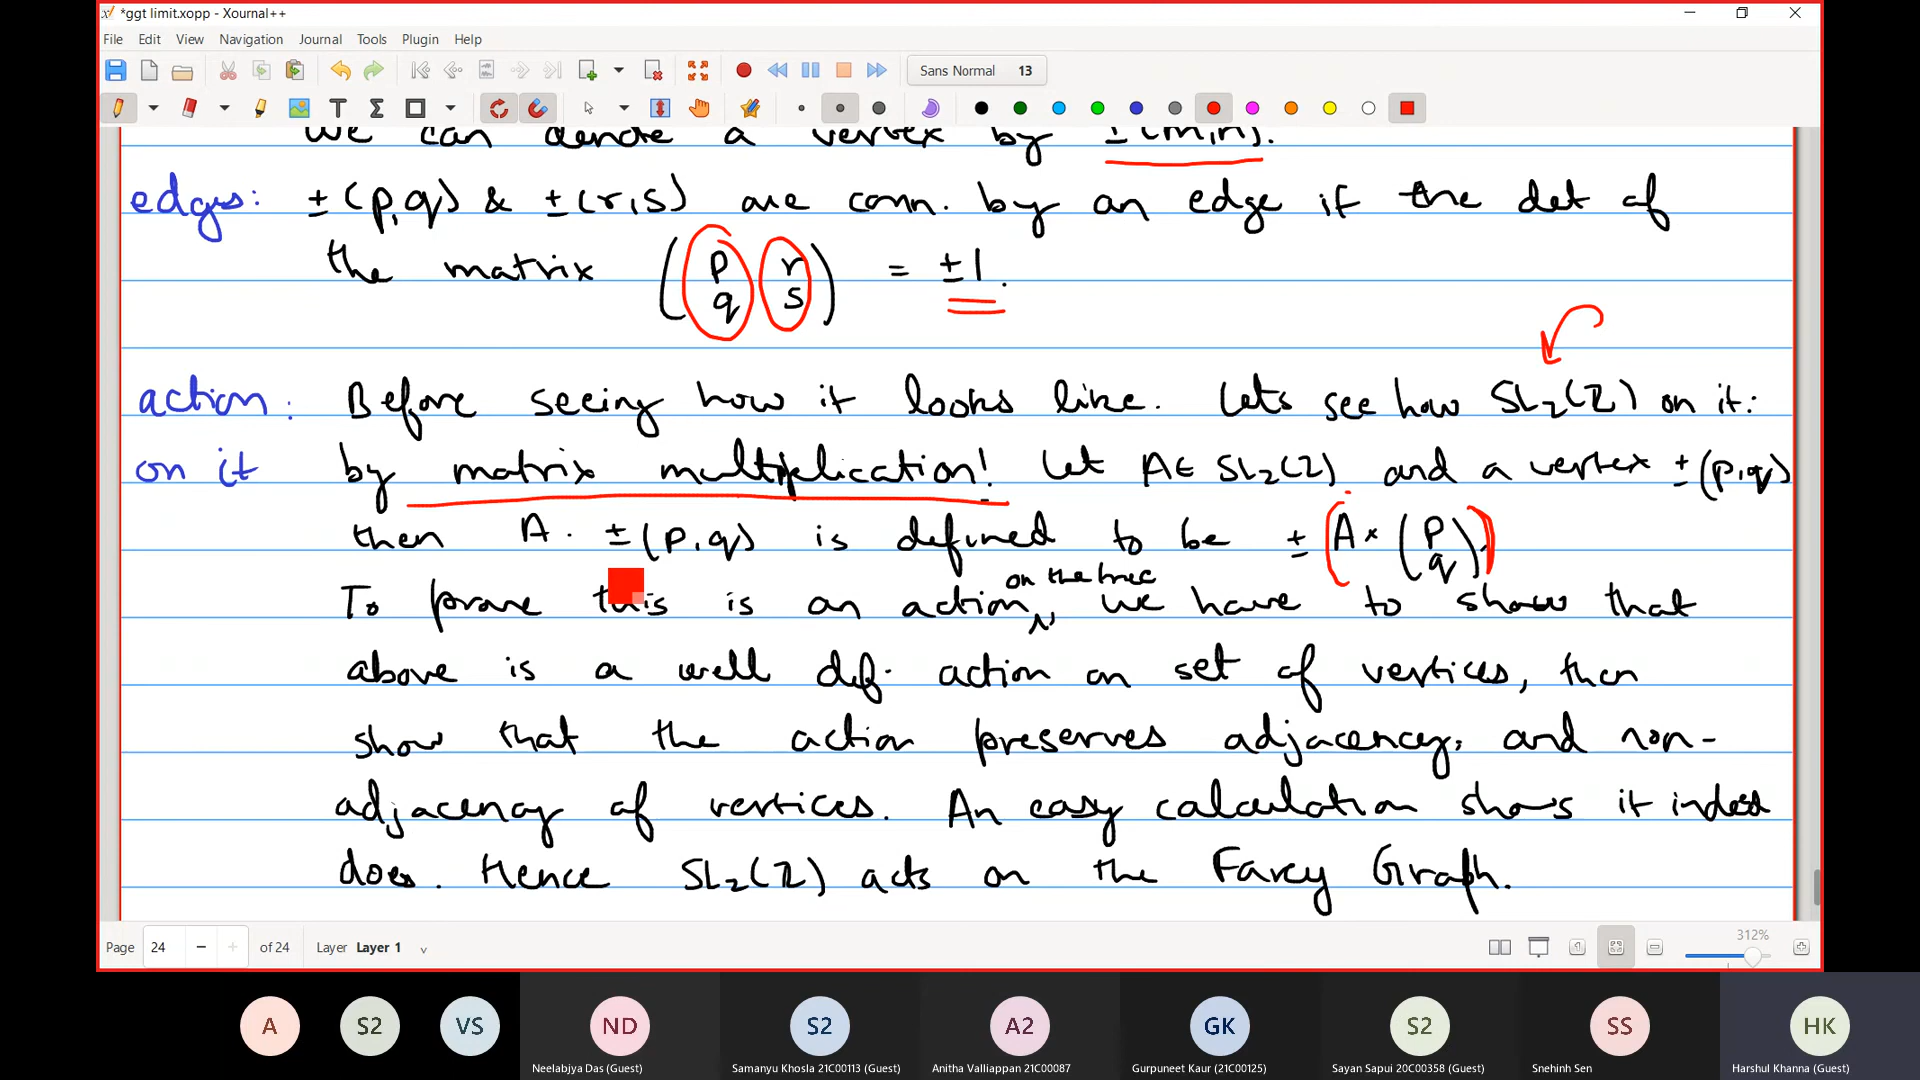 *ggt limit.xopp - Xournal++
File Edit View Navigation Journal Tools Plugin Help
Sans Normal 13
we can denote a vertex by ±(m,n).
edges: ±(p,q) & ±(r,s) are conn. by an edge if the det of
the matrix (p r
q s) = ±1.
action: Before seeing how it looks like. Lets see how SL₂(ℤ) on it:
on it by matrix multiplication! Let A ∈ SL₂(ℤ) and a vertex ±(p,q)
then A. ±(p,q) is defined to be ± (A × (p
q))
To prove this is an action on the tree we have to show that
above is a well def. action on set of vertices, then
show that the action preserves adjacency, and non-
adjacency of vertices. An easy calculation shows it indeed
does. Hence SL₂(ℤ) acts on the Farey Graph.
Page 24 of 24 Layer Layer 1 312%
A S2 VS ND S2 A2 GK S2 SS HK
Neelabjya Das (Guest) Samanyu Khosla 21C00113 (Guest) Anitha Valliappan 21C00087 Gurpuneet Kaur (21C00125) Sayan Sapui 20C00358 (Guest) Snehinh Sen Harshul Khanna (Guest)